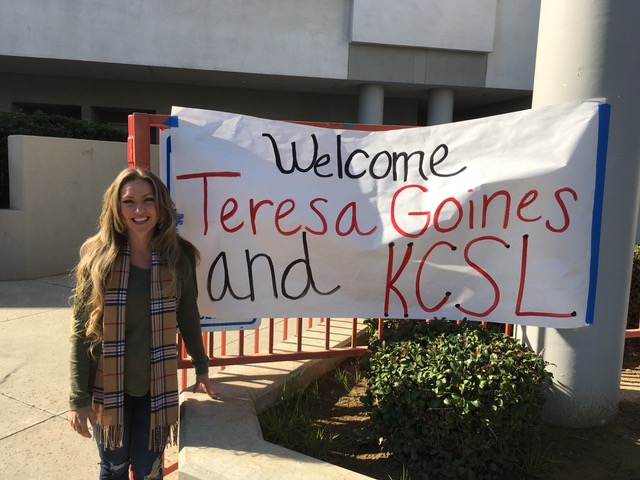 Welcome
Teresa Goines
and KCSL